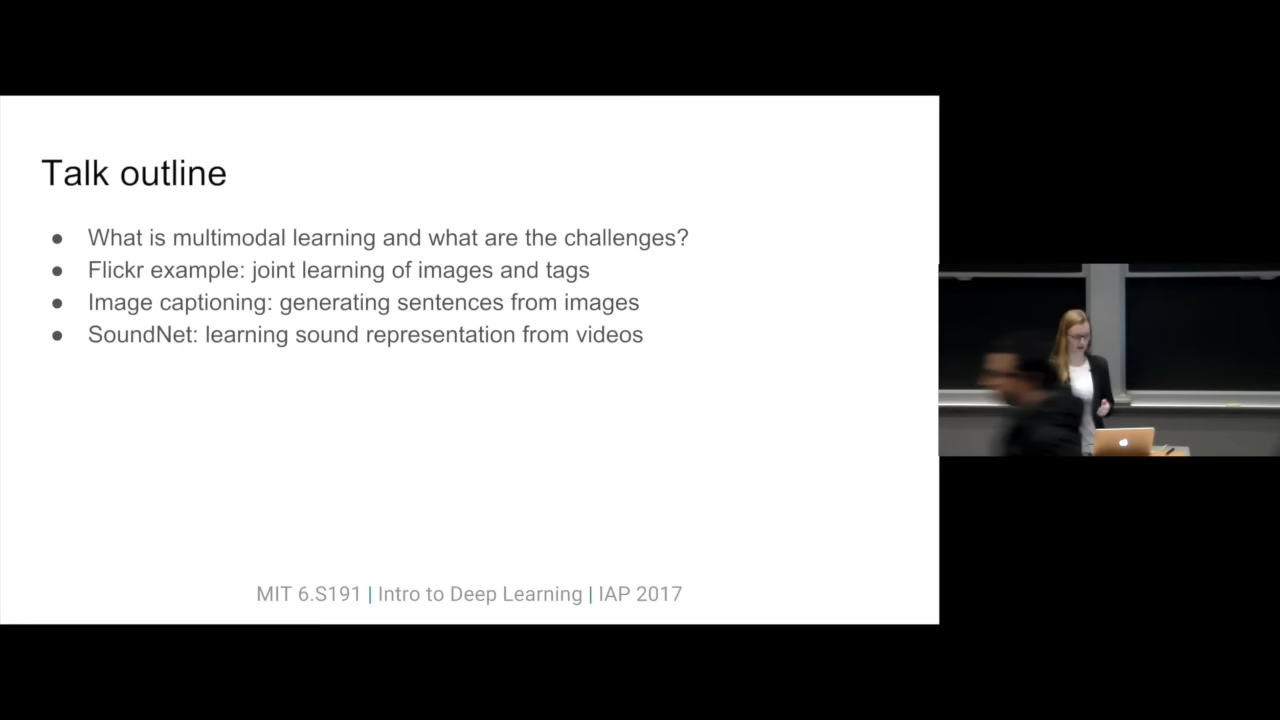 Talk outline
● What is multimodal learning and what are the challenges?
● Flickr example: joint learning of images and tags
● Image captioning: generating sentences from images
● SoundNet: learning sound representation from videos
MIT 6.S191 | Intro to Deep Learning | IAP 2017